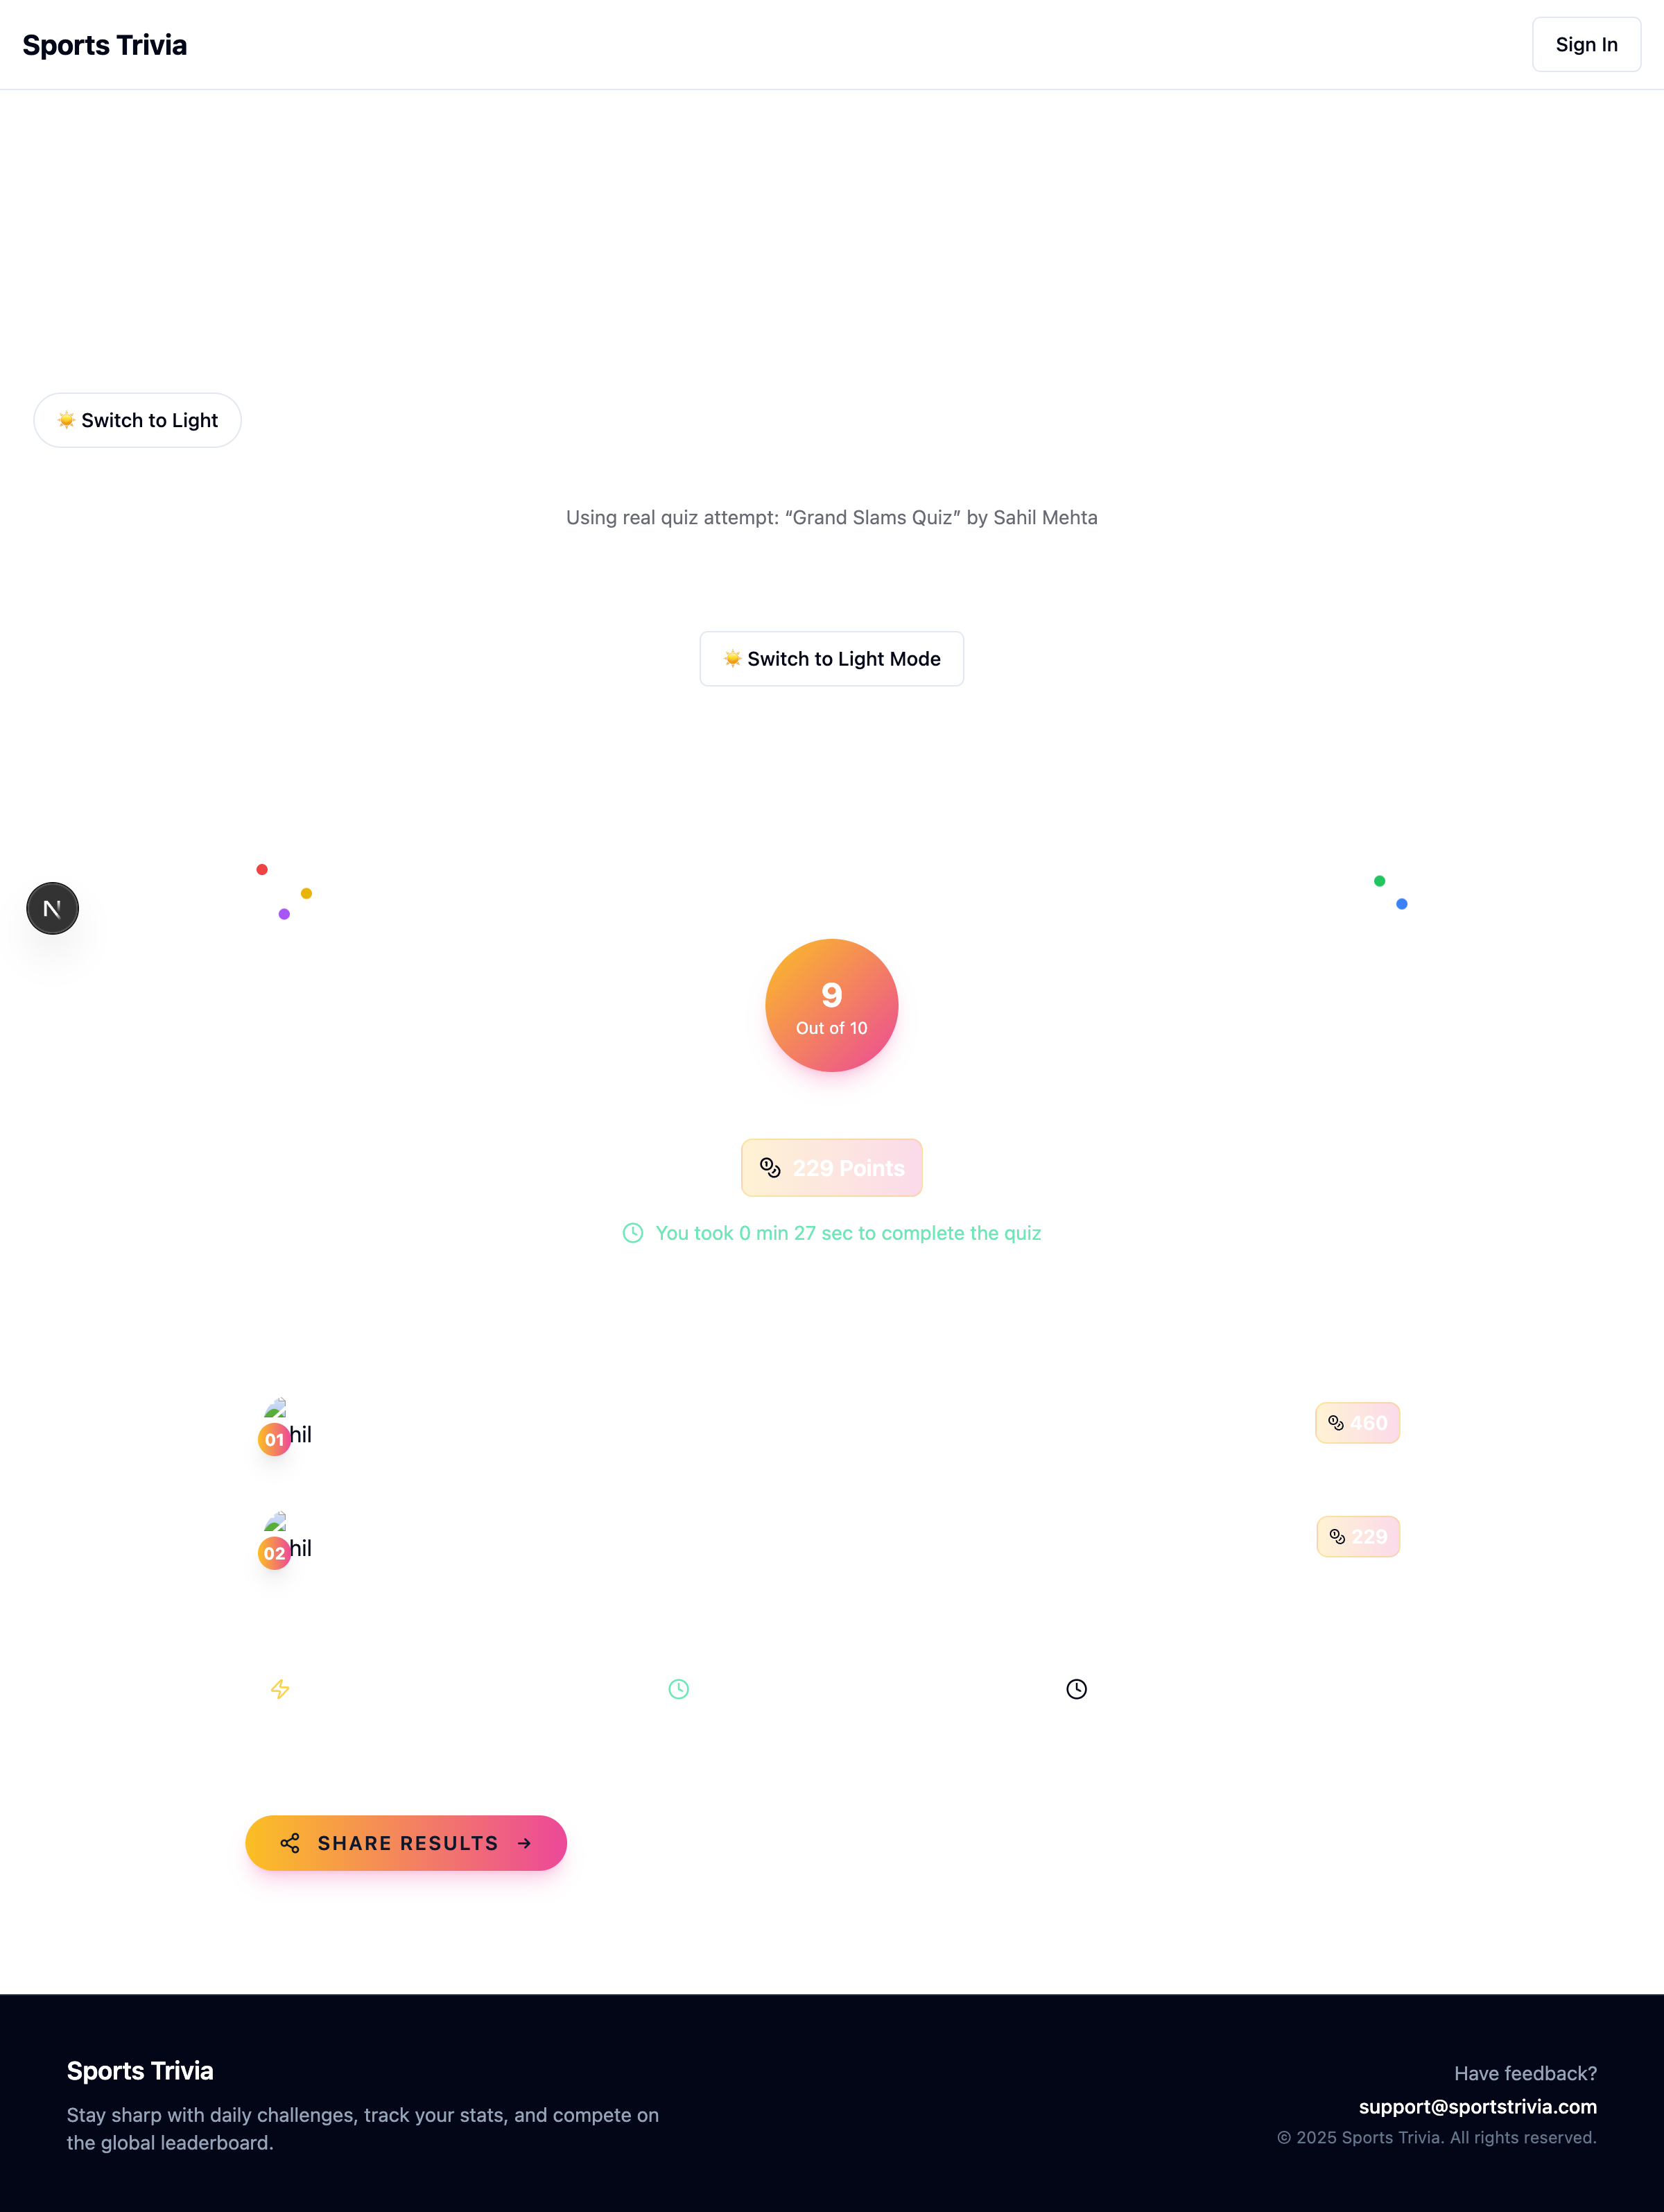 Sports Trivia
Sign In
Switch to Light
Using real quiz attempt: “Grand Slams Quiz” by Sahil Mehta
Switch to Light Mode
N
9
Out of 10
229 Points
You took 0 min 27 sec to complete the quiz
hil
01
460
hil
02
229
SHARE RESULTS →
Sports Trivia
Stay sharp with daily challenges, track your stats, and compete on
the global leaderboard.
Have feedback?
support@sportstrivia.com
© 2025 Sports Trivia. All rights reserved.